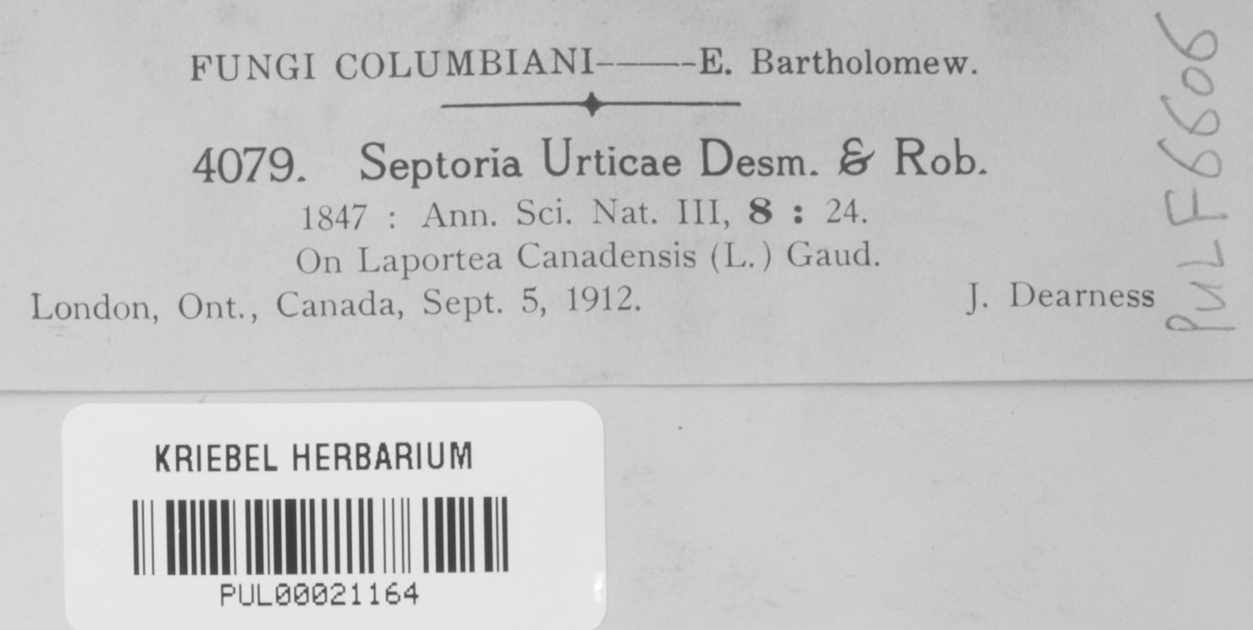 FUNGI COLUMBIANI-——-E. Bartholomew.
4079. Septoria Urticae Desm. & Rob.
1847 : Ann. Sci. Nat. III, 8 : 24.
On Laportea Canadensis (L.) Gaud.
London, Ont., Canada, Sept. 5, 1912. J. Dearness
PUL F6606
KRIEBEL HERBARIUM
PUL00021164